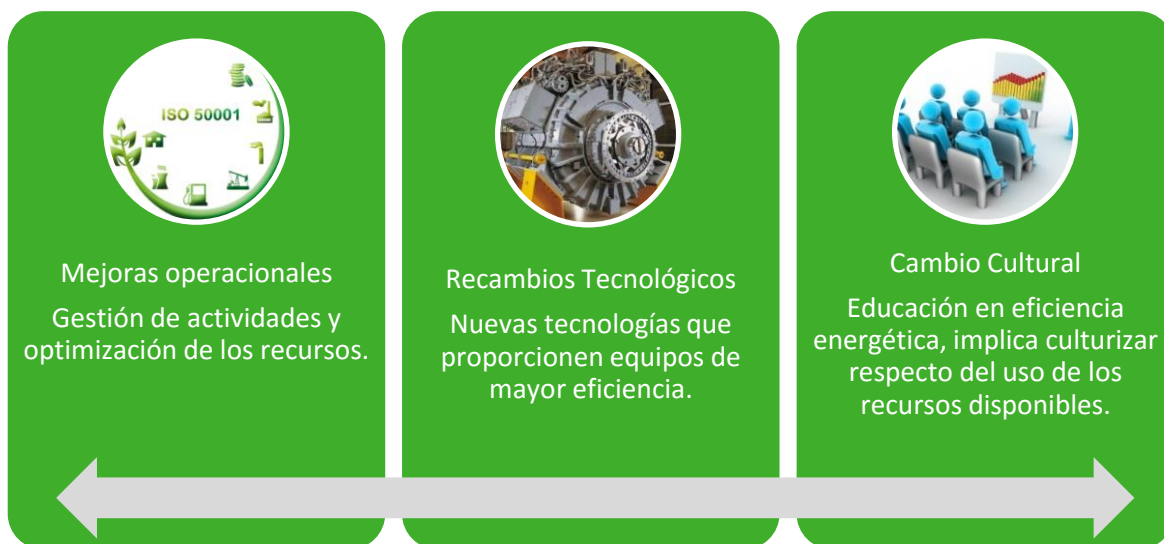 ISO 50001
Mejoras operacionales
Gestión de actividades y
optimización de los recursos.
Recambios Tecnológicos
Nuevas tecnologías que
proporcionen equipos de
mayor eficiencia.
Cambio Cultural
Educación en eficiencia
energética, implica culturizar
respecto del uso de los
recursos disponibles.